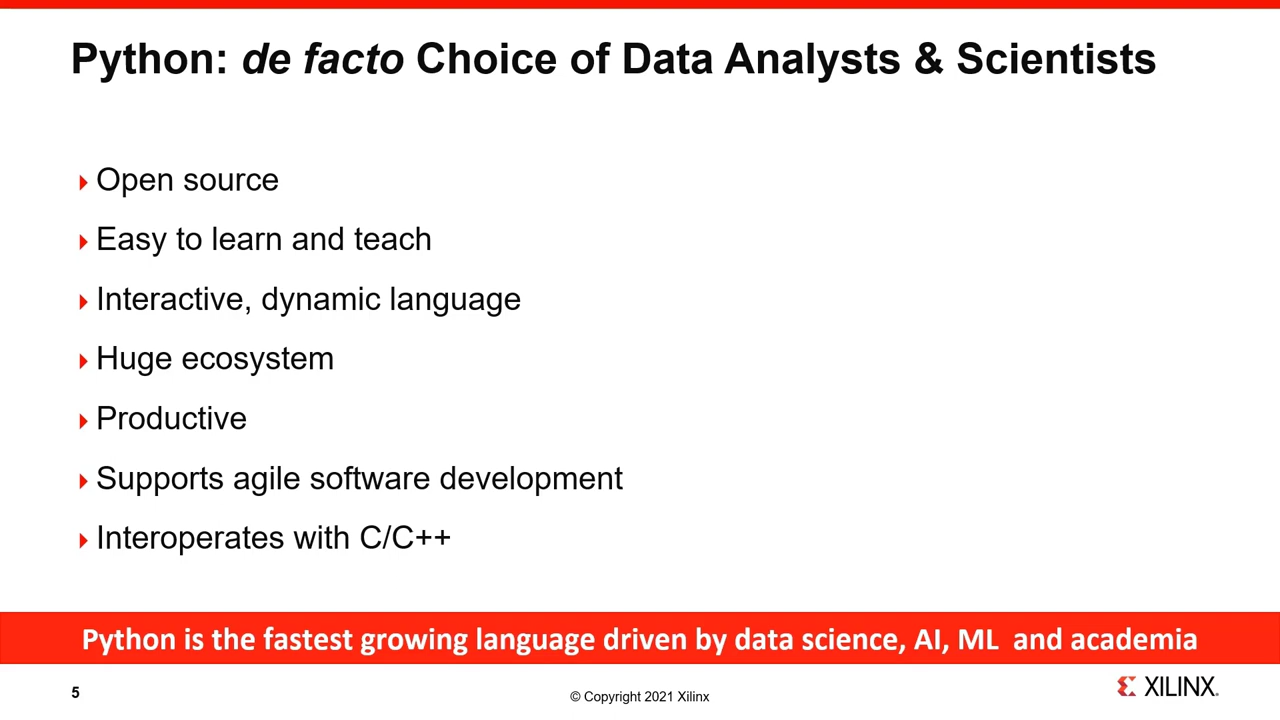 Python: de facto Choice of Data Analysts & Scientists
Open source
Easy to learn and teach
Interactive, dynamic language
Huge ecosystem
Productive
Supports agile software development
Interoperates with C/C++
Python is the fastest growing language driven by data science, AI, ML and academia
5
© Copyright 2021 Xilinx
XILINX.